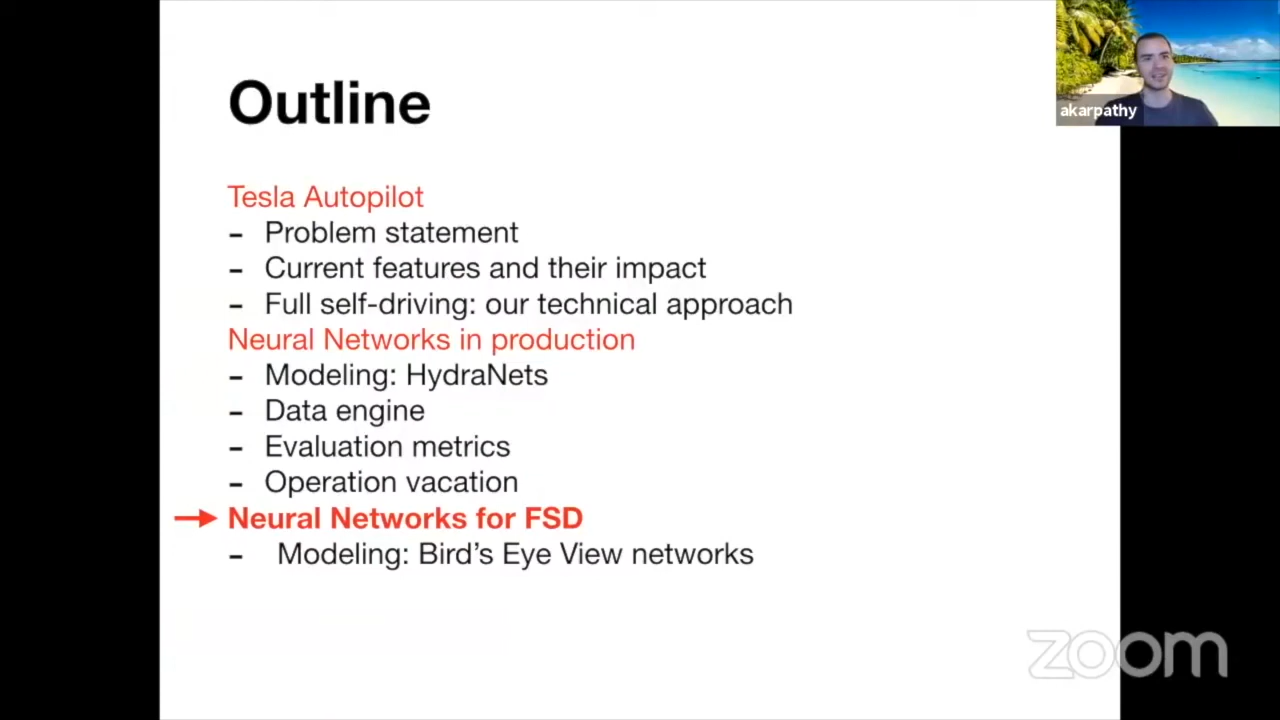 Outline
akarpathy
Tesla Autopilot
- Problem statement
- Current features and their impact
- Full self-driving: our technical approach
Neural Networks in production
- Modeling: HydraNets
- Data engine
- Evaluation metrics
- Operation vacation
→ Neural Networks for FSD
- Modeling: Bird's Eye View networks
zoom